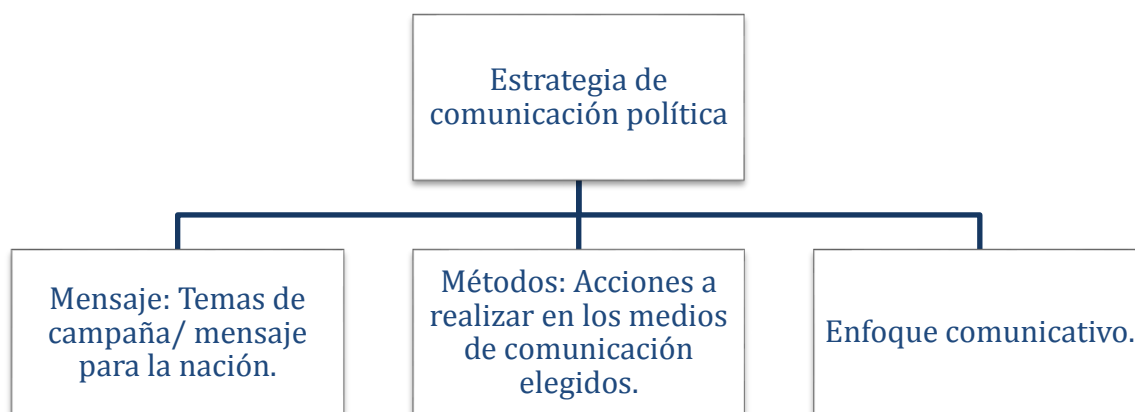 Estrategia de
comunicación política
Mensaje: Temas de
campaña/ mensaje
para la nación.
Métodos: Acciones a
realizar en los medios
de comunicación
elegidos.
Enfoque comunicativo.